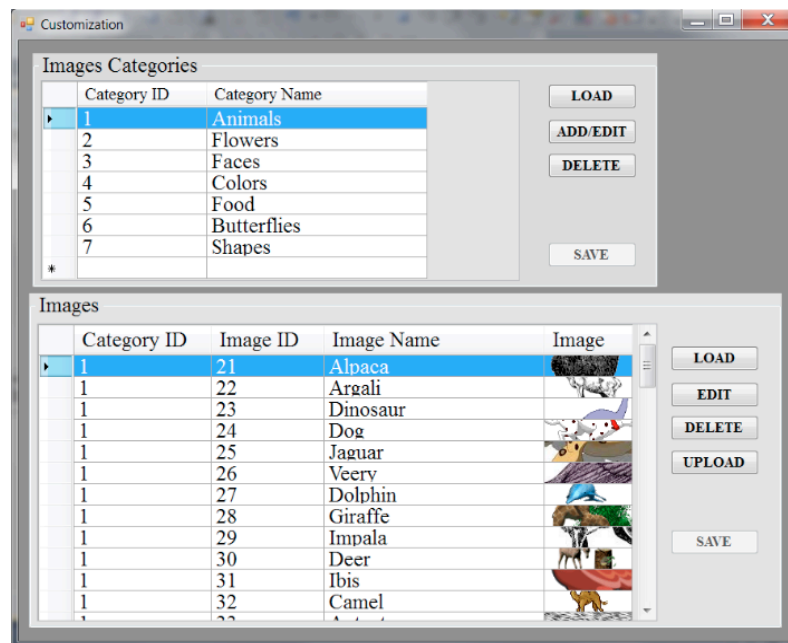 Customization
Images Categories
Category ID Category Name
1 Animals
2 Flowers
3 Faces
4 Colors
5 Food
6 Butterflies
7 Shapes
*
LOAD
ADD/EDIT
DELETE
SAVE
Images
Category ID Image ID Image Name Image
1 21 Alpaca
1 22 Argali
1 23 Dinosaur
1 24 Dog
1 25 Jaguar
1 26 Veery
1 27 Dolphin
1 28 Giraffe
1 29 Impala
1 30 Deer
1 31 Ibis
1 32 Camel
LOAD
EDIT
DELETE
UPLOAD
SAVE